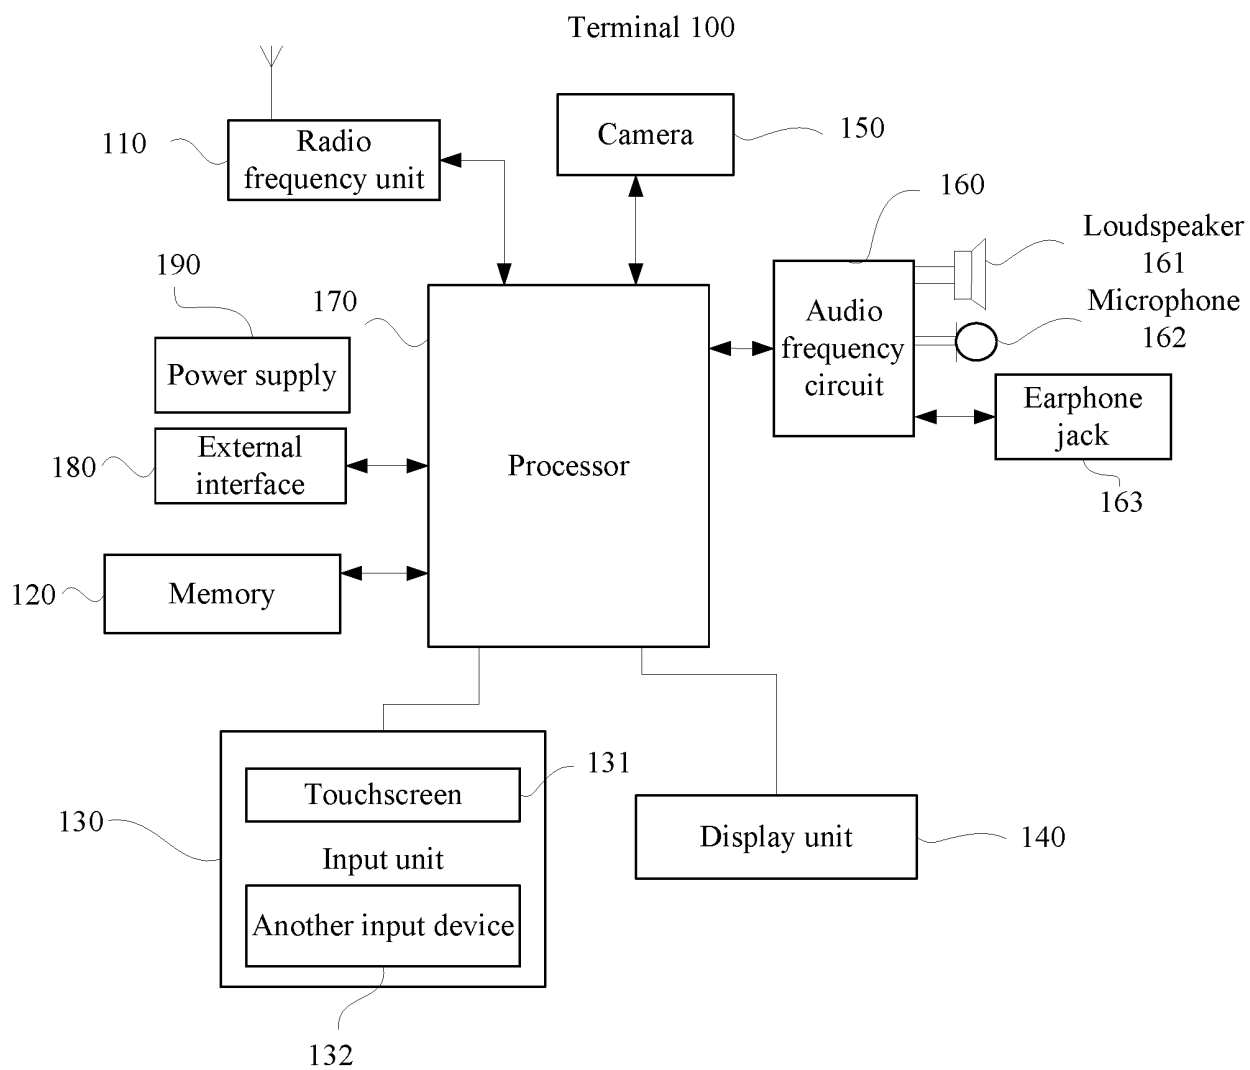 Terminal 100
110
Radio
frequency unit
Camera
150
160
Loudspeaker
161
Microphone
162
190
170
Power supply
Audio
frequency
circuit
Earphone
jack
163
180
External
interface
Processor
120
Memory
130
Touchscreen
131
Input unit
Another input device
132
Display unit
140